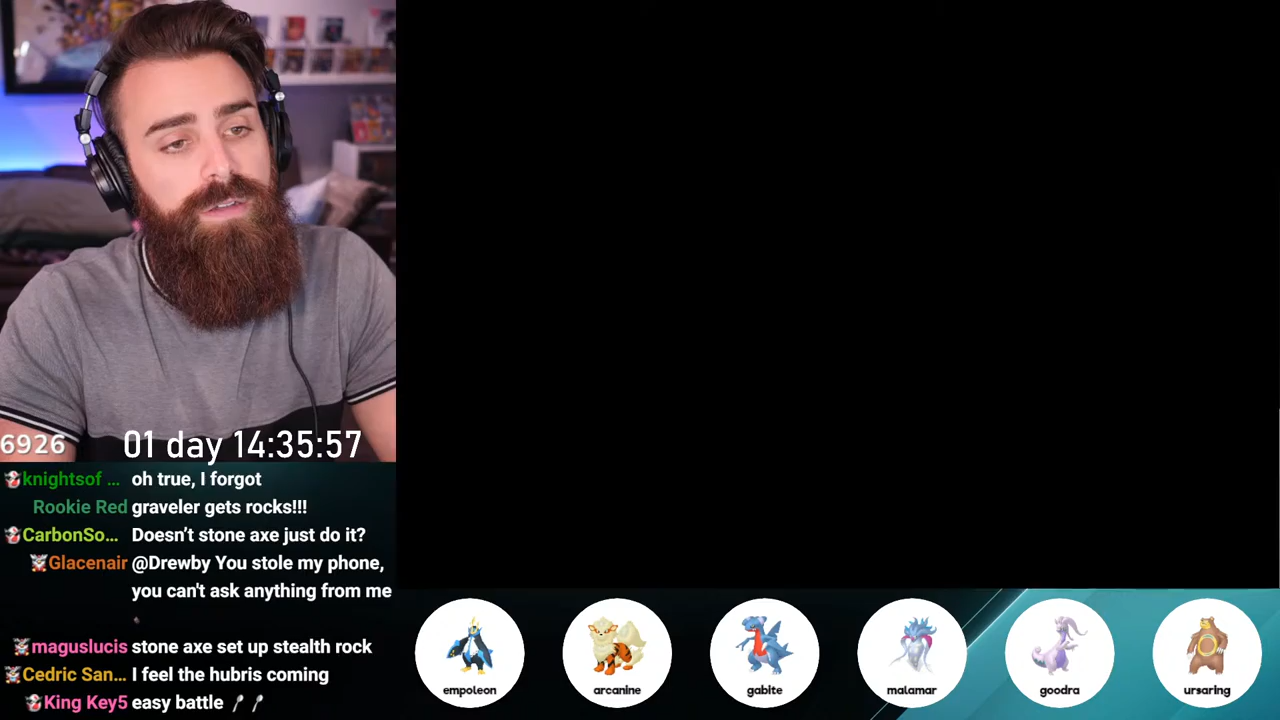 6926 01 day 14:35:57
knightsof ... oh true, I forgot
Rookie Red graveler gets rocks!!!
CarbonSo... Doesn’t stone axe just do it?
Glacenair @Drewby You stole my phone,
you can't ask anything from me
maguslucis stone axe set up stealth rock
Cedric San... I feel the hubris coming
King Key5 easy battle
empoleon arcanine gabite malamar goodra ursaring